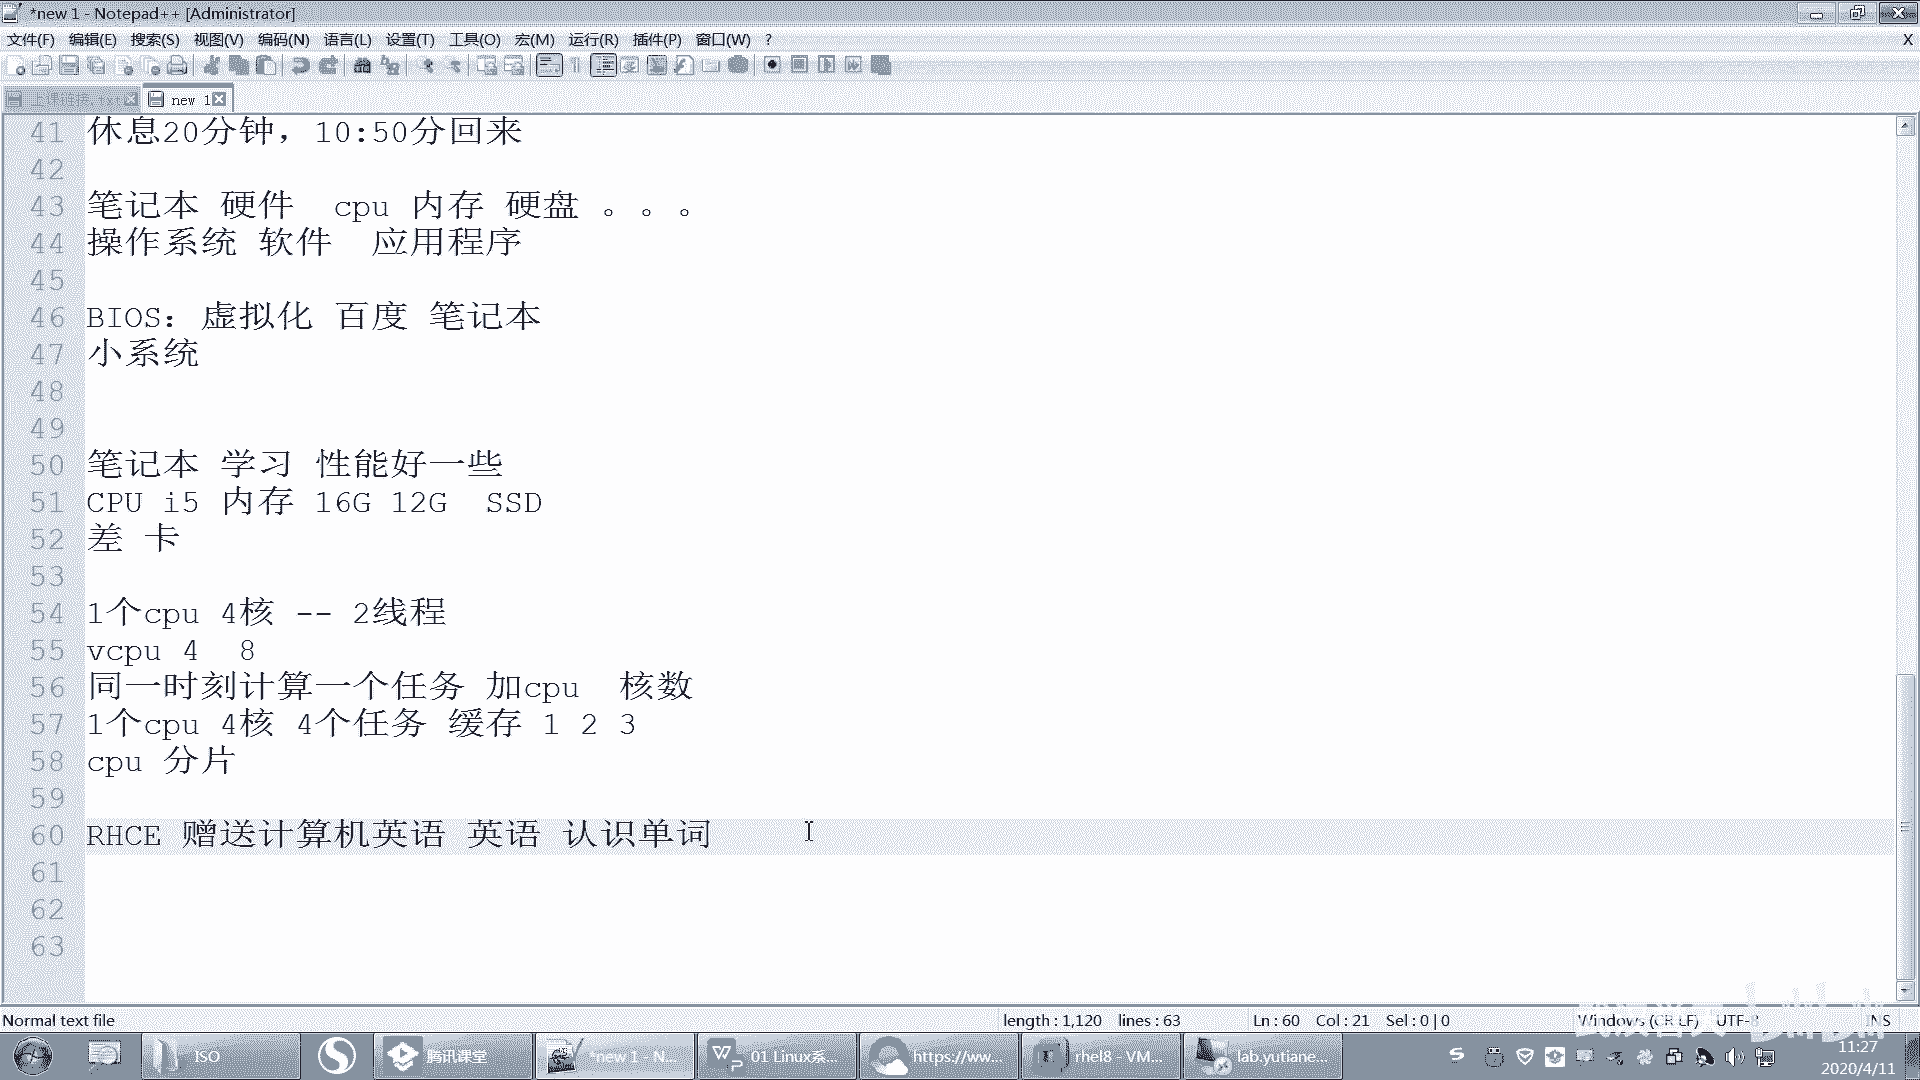 *new 1 - Notepad++ [Administrator]
文件(F) 编辑(E) 搜索(S) 视图(V) 编码(N) 语言(L) 设置(T) 工具(O) 宏(M) 运行(R) 插件(P) 窗口(W) ? X
上课链接.txt new 1
41 休息20分钟，10:50分回来
42
43 笔记本 硬件 cpu 内存 硬盘 。。。
44 操作系统 软件 应用程序
45
46 BIOS：虚拟化 百度 笔记本
47 小系统
48
49
50 笔记本 学习 性能好一些
51 CPU i5 内存 16G 12G SSD
52 差 卡
53
54 1个cpu 4核 -- 2线程
55 vcpu 4 8
56 同一时刻计算一个任务 加cpu 核数
57 1个cpu 4核 4个任务 缓存 1 2 3
58 cpu 分片
59
60 RHCE 赠送计算机英语 英语 认识单词
61
62
63
Normal text file length : 1,120 lines : 63 Ln : 60 Col : 21 Sel : 0 | 0 Windows (CR LF) UTF-8 INS
ISO 腾讯课堂 *new 1 - N... 01 Linux系... https://ww... rhel8 - VM... lab.yutiane... 11:27
2020/4/11